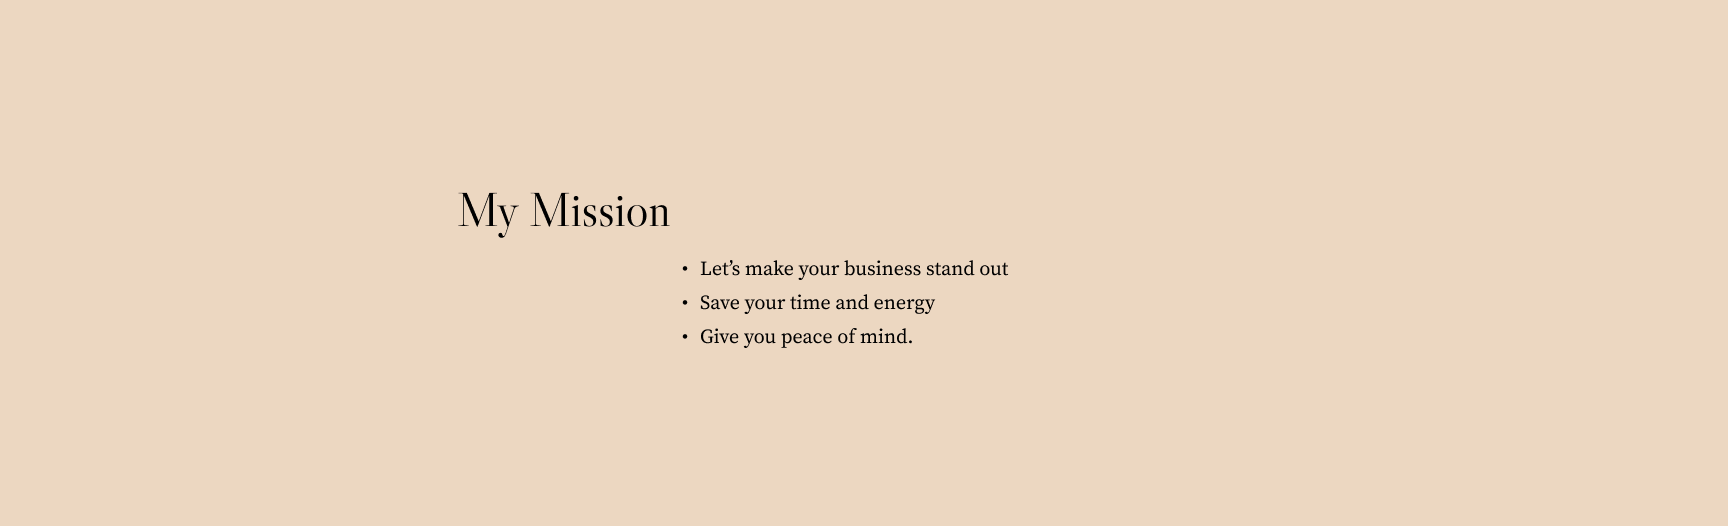 My Mission
• Let’s make your business stand out
• Save your time and energy
• Give you peace of mind.